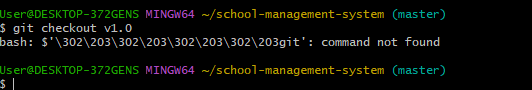 User@DESKTOP-372GENS MINGW64 ~/school-management-system (master)
$ git checkout v1.0
bash: $'\302\203\302\203\302\203\302\203git': command not found
User@DESKTOP-372GENS MINGW64 ~/school-management-system (master)
$